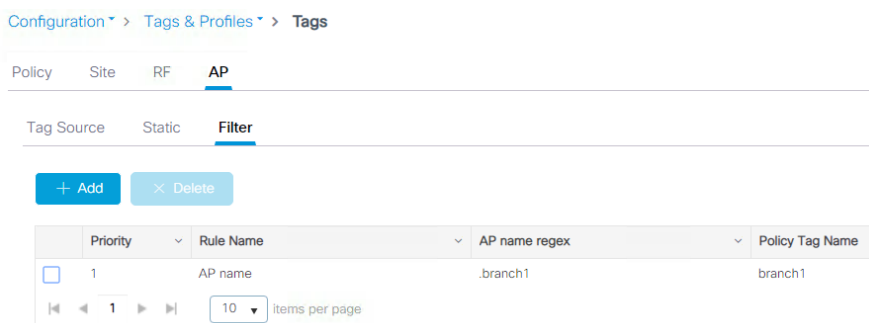 Configuration > Tags & Profiles > Tags
Policy Site RF AP
Tag Source Static Filter
+ Add × Delete
Priority Rule Name AP name regex Policy Tag Name
1 AP name .branch1 branch1
1 10 items per page